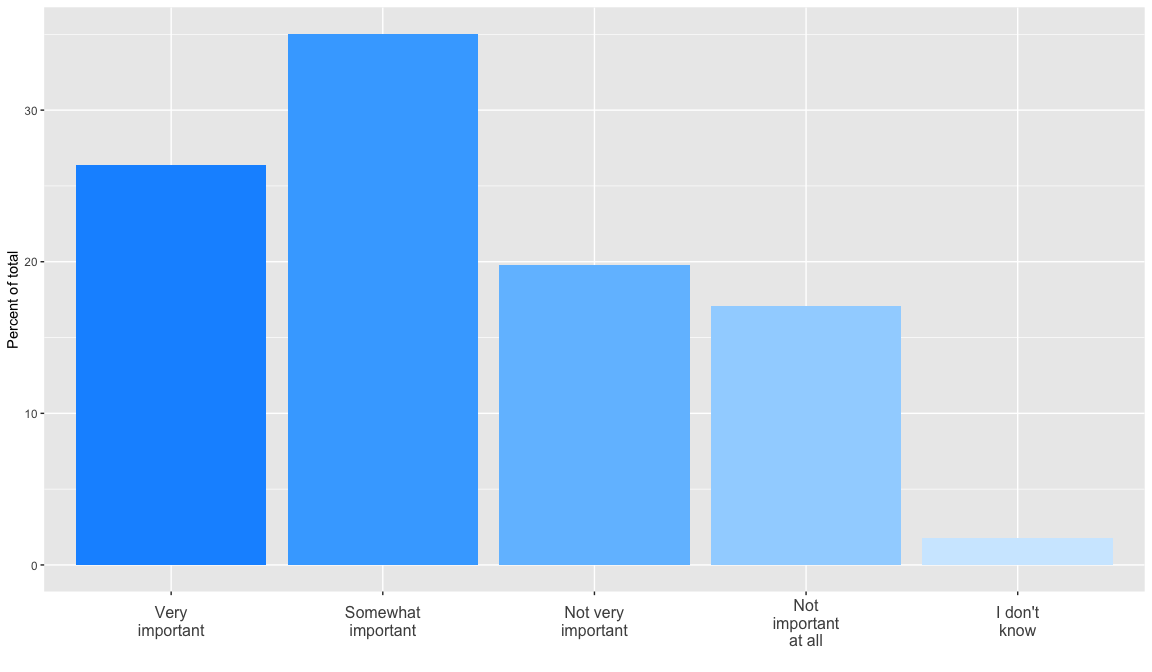 Percent of total
30
20
10
0
Very
important
Somewhat
important
Not very
important
Not
important
at all
I don't
know